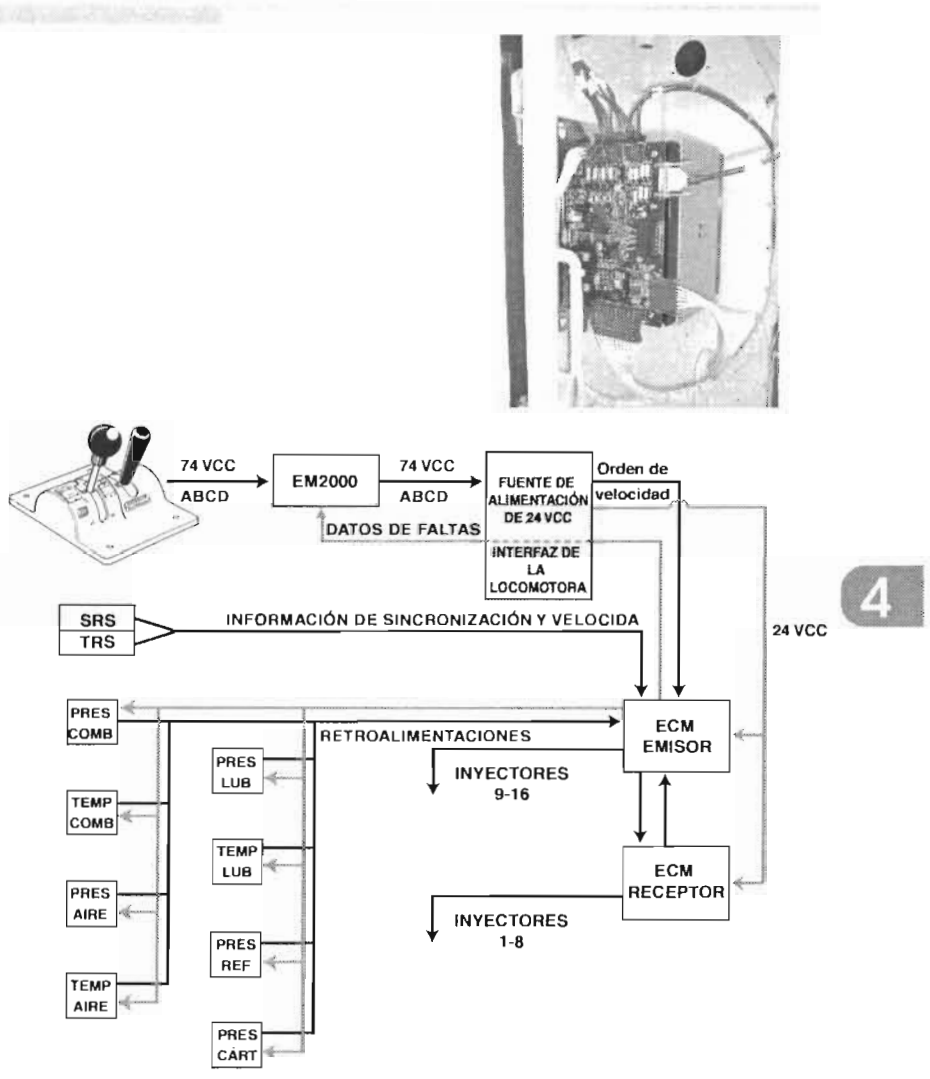 74 VCC
ABCD
EM2000
74 VCC
ABCD
FUENTE DE
ALIMENTACIÓN
DE 24 VCC
INTERFAZ DE
LA
LOCOMOTORA
Orden de
velocidad
DATOS DE FALTAS
4
SRS
TRS
INFORMACIÓN DE SINCRONIZACIÓN Y VELOCIDA
24 VCC
PRES
COMB
ECM
EMISOR
RETROALIMENTACIONES
PRES
LUB
INYECTORES
9-16
TEMP
COMB
TEMP
LUB
ECM
RECEPTOR
PRES
AIRE
INYECTORES
1-8
PRES
REF
TEMP
AIRE
PRES
CÁRT